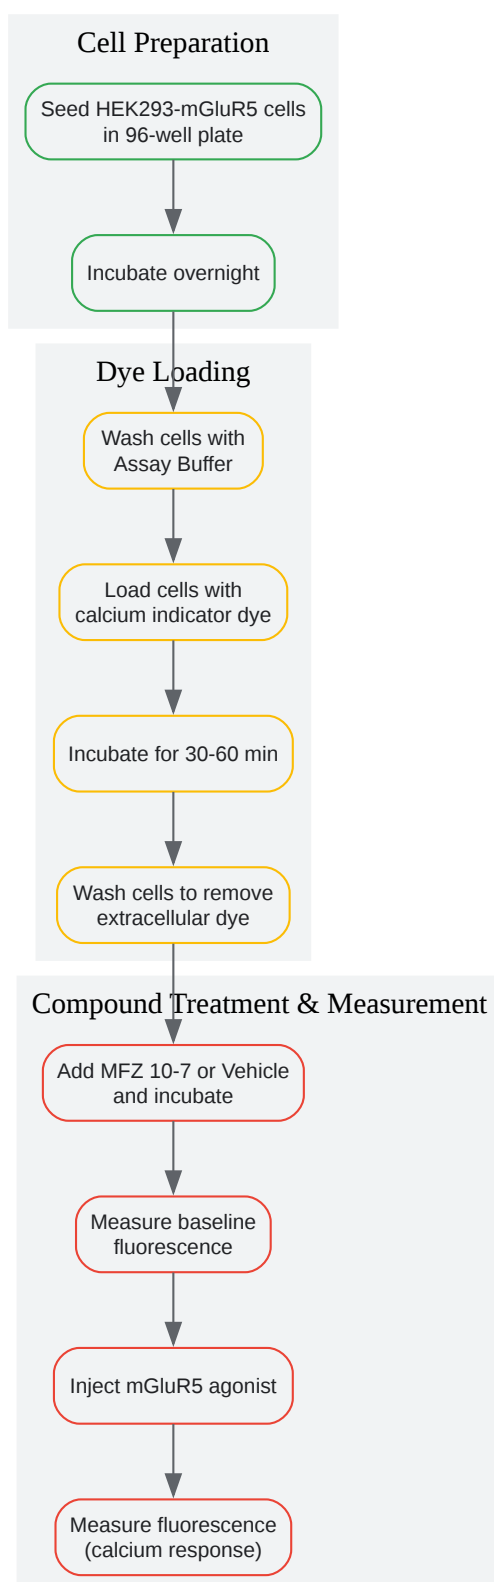 Cell Preparation
Seed HEK293-mGluR5 cells
in 96-well plate
Incubate overnight
Dye Loading
Wash cells with
Assay Buffer
Load cells with
calcium indicator dye
Incubate for 30-60 min
Wash cells to remove
extracellular dye
Compound Treatment & Measurement
Add MFZ 10-7 or Vehicle
and incubate
Measure baseline
fluorescence
Inject mGluR5 agonist
Measure fluorescence
(calcium response)